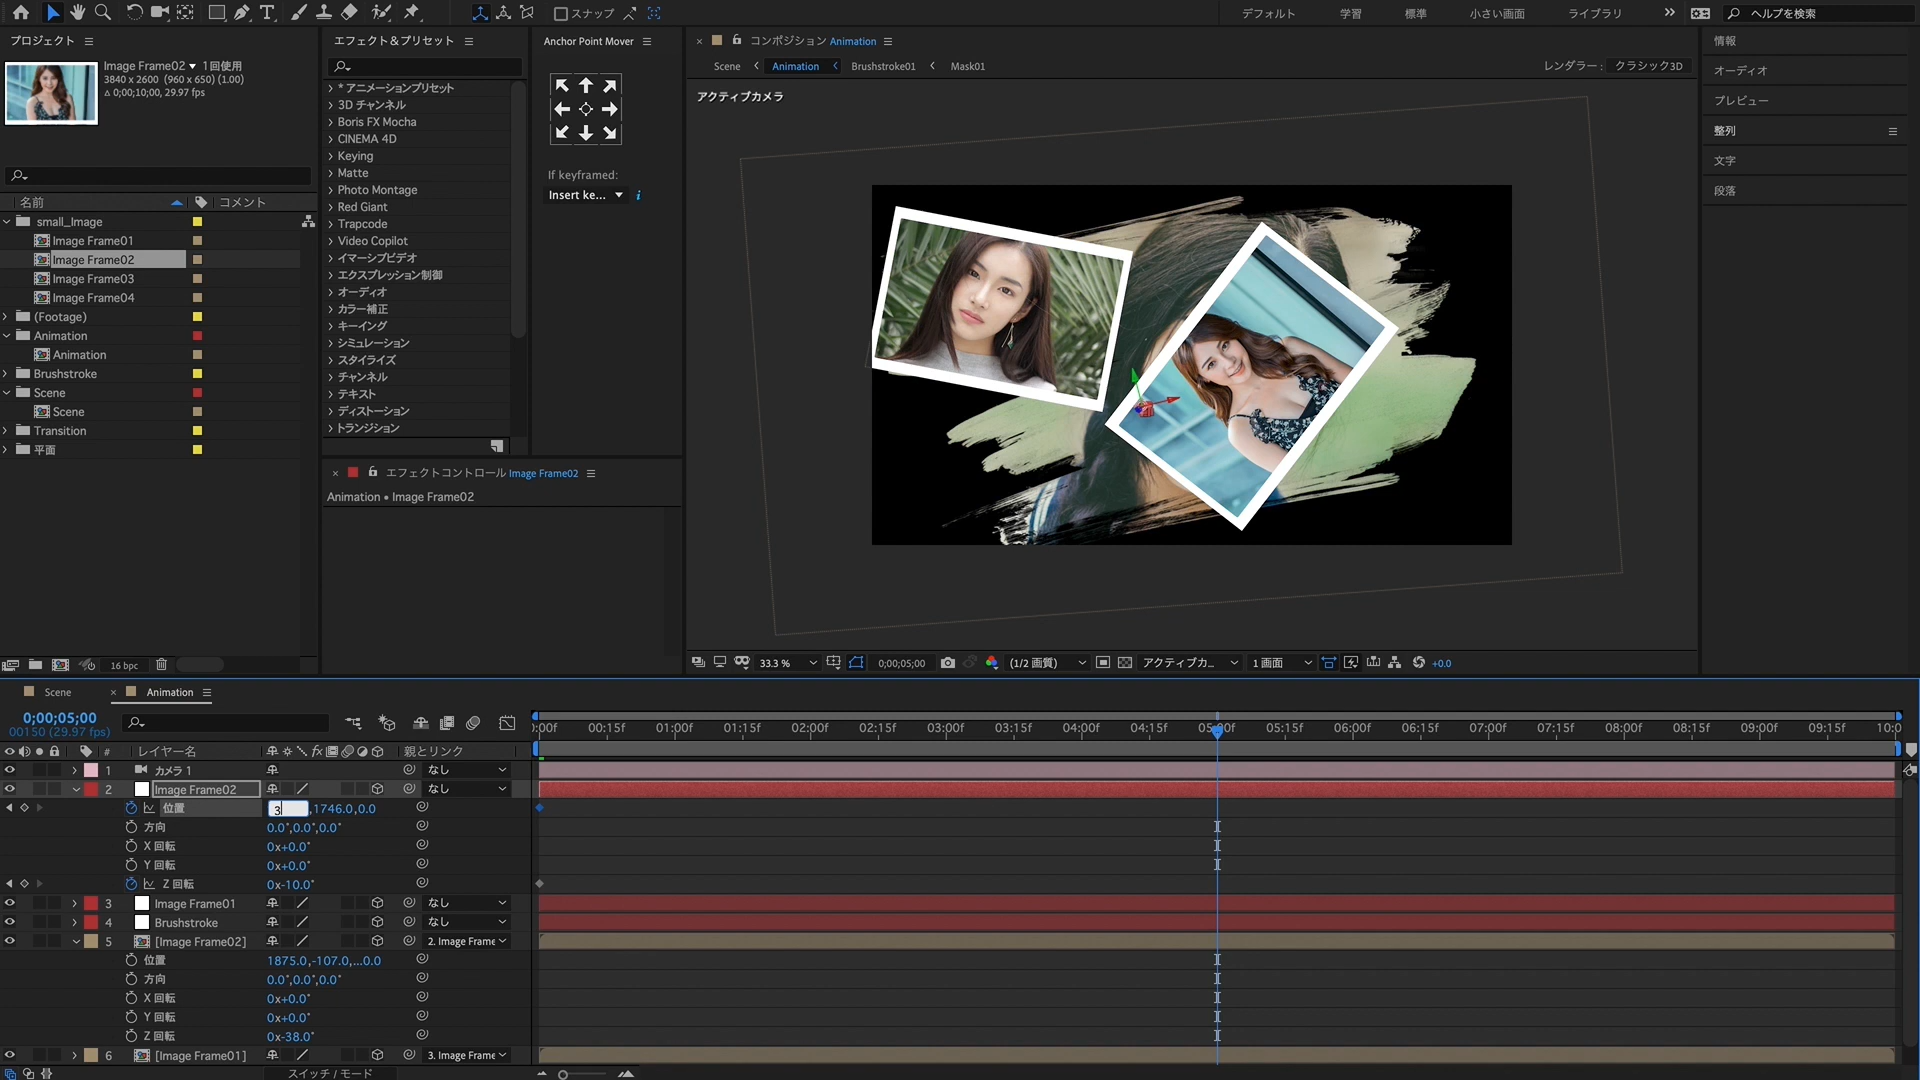 スナップ
デフォルト
学習
標準
小さい画面
ライブラリ
ヘルプを検索
プロジェクト
Image Frame02 1回使用
3840 x 2600 (960 x 650) (1.00)
Δ 0;00;10;00, 29.97 fps
名前
コメント
small_Image
Image Frame01
Image Frame02
Image Frame03
Image Frame04
(Footage)
Animation
Animation
Brushstroke
Scene
Scene
Transition
平面
16 bpc
エフェクト＆プリセット
* アニメーションプリセット
3D チャンネル
Boris FX Mocha
CINEMA 4D
Keying
Matte
Photo Montage
Red Giant
Trapcode
Video Copilot
イマーシブビデオ
エクスプレッション制御
オーディオ
カラー補正
キーイング
シミュレーション
スタイライズ
チャンネル
テキスト
ディストーション
トランジション
エフェクトコントロール Image Frame02
Animation • Image Frame02
Anchor Point Mover
If keyframed:
Insert ke...
コンポジション Animation
Scene
Animation
Brushstroke01
Mask01
レンダラー :
クラシック3D
アクティブカメラ
33.3 %
0;00;05;00
(1/2 画質)
アクティブカ...
1 画面
+0.0
情報
オーディオ
プレビュー
整列
文字
段落
Scene
Animation
0;00;05;00
00150 (29.97 fps)
:00f 00:15f 01:00f 01:15f 02:00f 02:15f 03:00f 03:15f 04:00f 04:15f 05:00f 05:15f 06:00f 06:15f 07:00f 07:15f 08:00f 08:15f 09:00f 09:15f 10:0
# レイヤー名 親とリンク
1 カメラ 1 なし
2 Image Frame02 なし
位置 3 ,1746.0,0.0
方向 0.0°,0.0°,0.0°
X 回転 0x+0.0°
Y 回転 0x+0.0°
Z 回転 0x-10.0°
3 Image Frame01 なし
4 Brushstroke なし
5 [Image Frame02] 2. Image Frame
位置 1875.0,-107.0,...0.0
方向 0.0°,0.0°,0.0°
X 回転 0x+0.0°
Y 回転 0x+0.0°
Z 回転 0x-38.0°
6 [Image Frame01] 3. Image Frame
スイッチ / モード